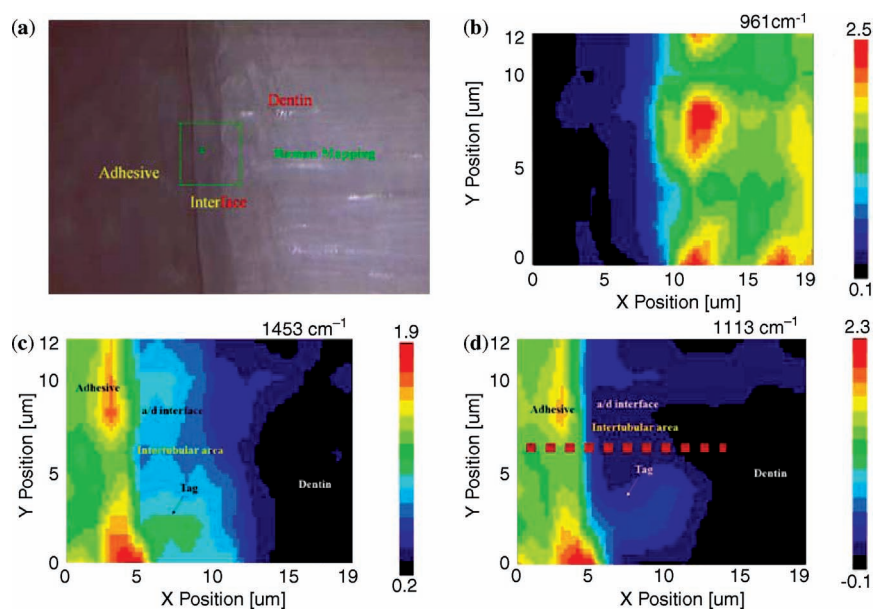 (a)
Dentin
Raman Mapping
Adhesive
Interface
(b)
961cm⁻¹
2.5
12
10
5
0
Y Position [um]
0 5 10 15 19
X Position [um]
0.1
(c)
1453 cm⁻¹
1.9
12
10
5
0
Y Position [um]
Adhesive
a/d interface
Intertubular area
Tag
Dentin
0 5 10 15 19
X Position [um]
0.2
(d)
1113 cm⁻¹
2.3
12
10
5
0
Y Position [um]
Adhesive
a/d interface
Intertubular area
Tag
Dentin
0 5 10 15 19
X Position [um]
-0.1